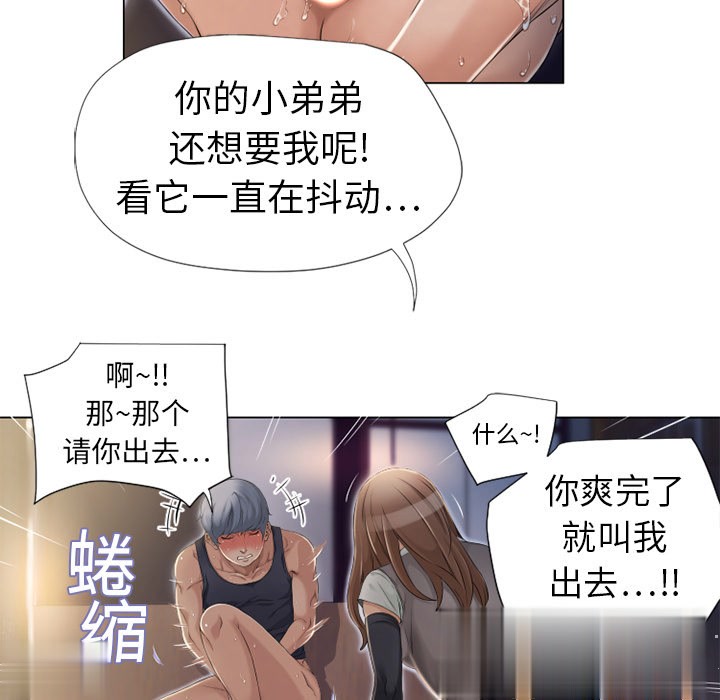 你的小弟弟
还想要我呢!
看它一直在抖动...
啊~!!
那~那个
请你出去...
什么~!
你爽完了
就叫我
出去...!!
蜷
缩